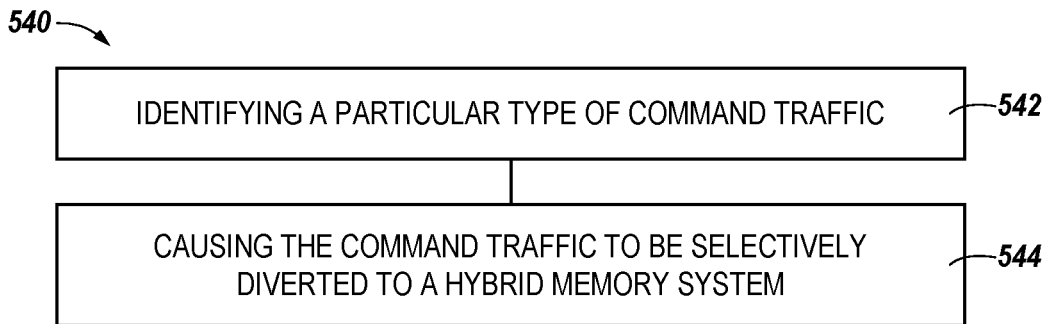 540
IDENTIFYING A PARTICULAR TYPE OF COMMAND TRAFFIC
542
CAUSING THE COMMAND TRAFFIC TO BE SELECTIVELY
DIVERTED TO A HYBRID MEMORY SYSTEM
544